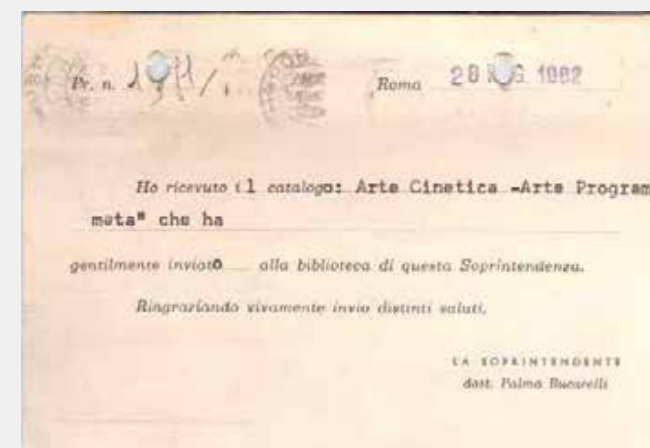 Pr. n.
Roma 28 1962
Ho ricevuto il catalogo: Arte Cinetica -Arte Program
mata" che ha
gentilmente inviato alla biblioteca di questa Soprintendenza.
Ringraziando vivamente invio distinti saluti.
LA SOPRINTENDENTE
dott. Palma Bucarelli